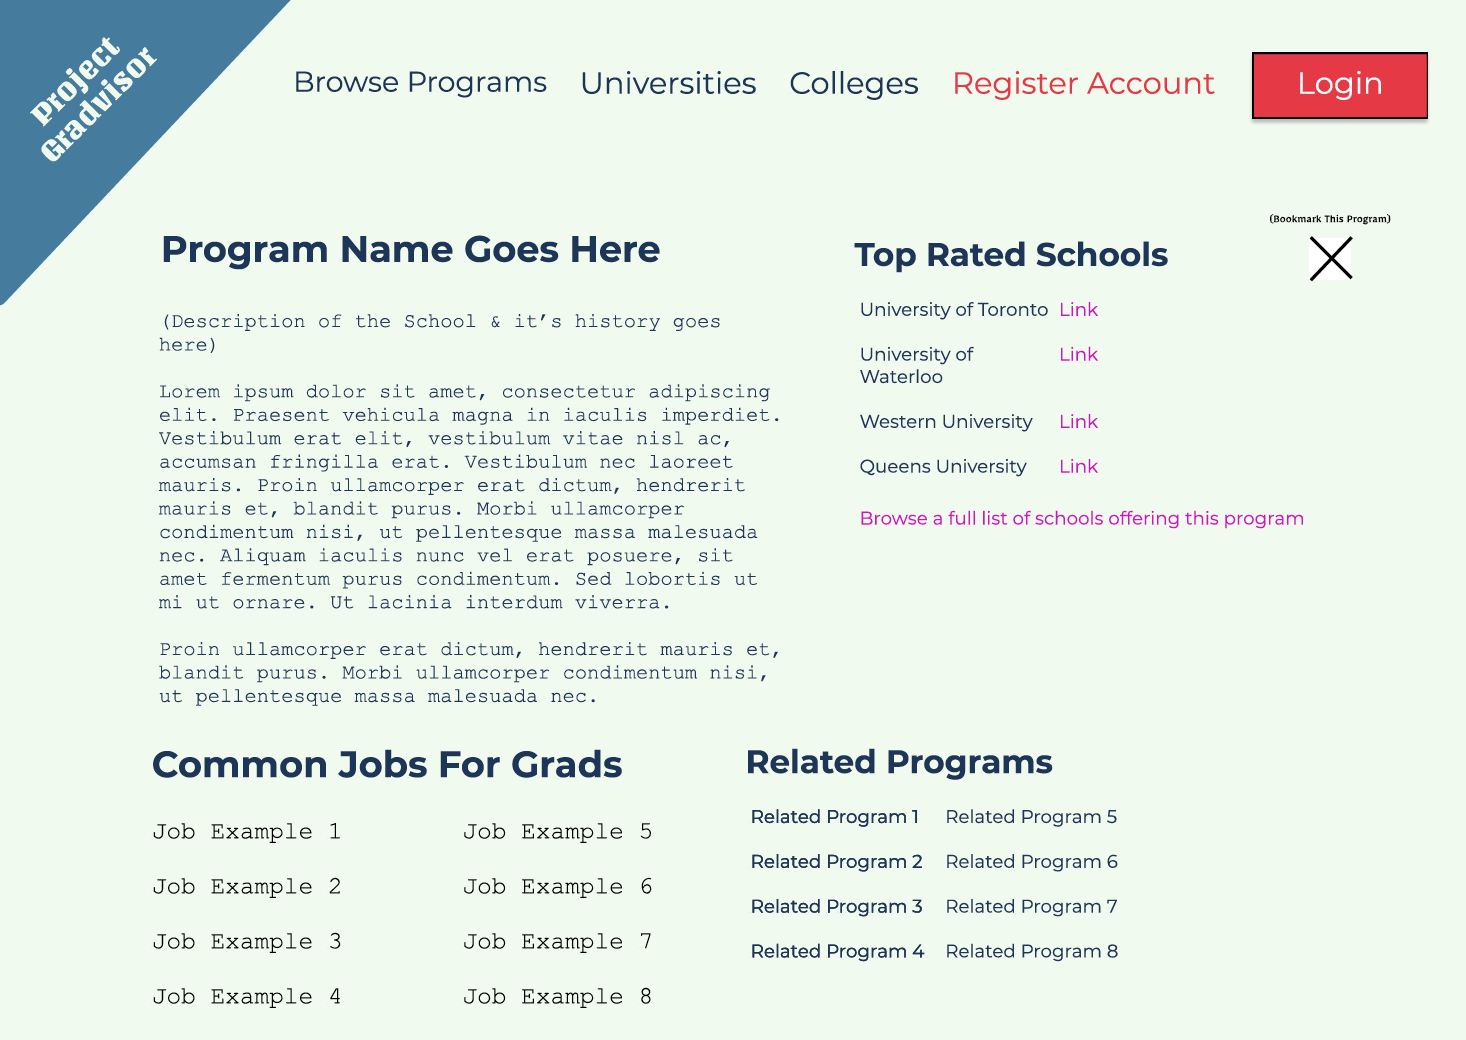 Project
Gradvisor
Browse Programs Universities Colleges Register Account Login
(Bookmark This Program)
Program Name Goes Here
(Description of the School & it’s history goes
here)
Lorem ipsum dolor sit amet, consectetur adipiscing
elit. Praesent vehicula magna in iaculis imperdiet.
Vestibulum erat elit, vestibulum vitae nisl ac,
accumsan fringilla erat. Vestibulum nec laoreet
mauris. Proin ullamcorper erat dictum, hendrerit
mauris et, blandit purus. Morbi ullamcorper
condimentum nisi, ut pellentesque massa malesuada
nec. Aliquam iaculis nunc vel erat posuere, sit
amet fermentum purus condimentum. Sed lobortis ut
mi ut ornare. Ut lacinia interdum viverra.
Proin ullamcorper erat dictum, hendrerit mauris et,
blandit purus. Morbi ullamcorper condimentum nisi,
ut pellentesque massa malesuada nec.
Top Rated Schools
University of Toronto Link
University of Link
Waterloo
Western University Link
Queens University Link
Browse a full list of schools offering this program
Common Jobs For Grads
Job Example 1 Job Example 5
Job Example 2 Job Example 6
Job Example 3 Job Example 7
Job Example 4 Job Example 8
Related Programs
Related Program 1 Related Program 5
Related Program 2 Related Program 6
Related Program 3 Related Program 7
Related Program 4 Related Program 8